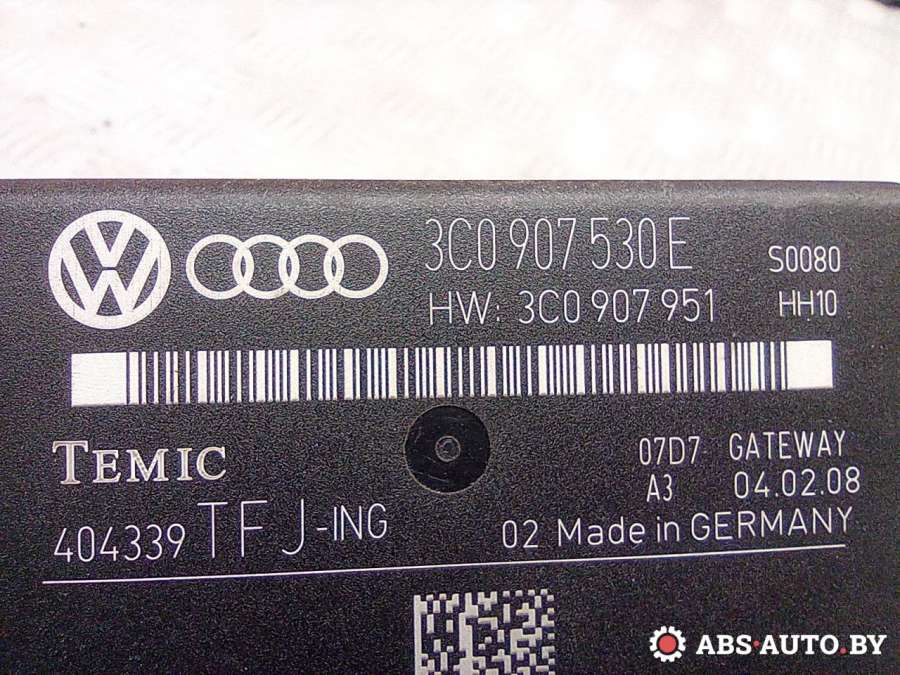 3C0 907 530 E
S0080
HW: 3C0 907 951
HH10
TEMIC
07D7 GATEWAY
A3 04.02.08
404339 TF J-ING
02 Made in GERMANY
ABS-AUTO.BY